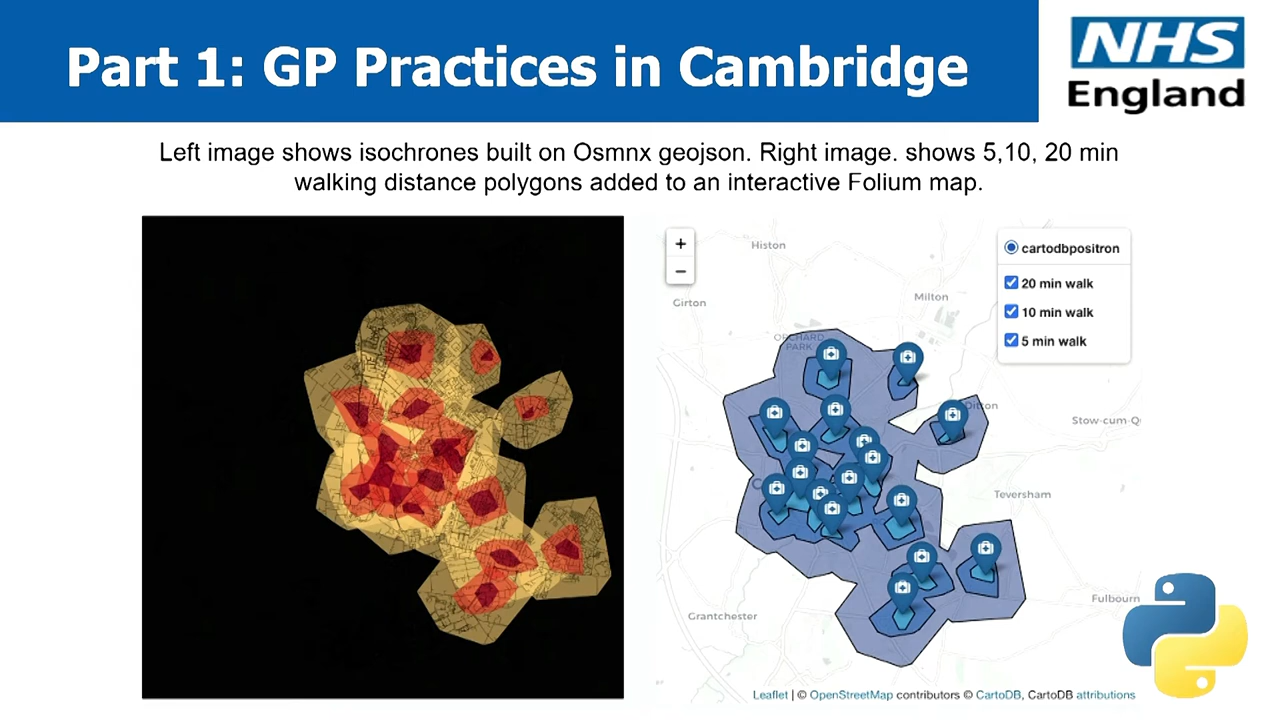 Part 1: GP Practices in Cambridge
NHS
England
Left image shows isochrones built on Osmnx geojson. Right image. shows 5,10, 20 min
walking distance polygons added to an interactive Folium map.
+
−
cartodbpositron
20 min walk
10 min walk
5 min walk
Histon
Girton
Milton
ORCHARD
PARK
Ditton
Stow-cum-Q
Teversham
Fulbourn
Grantchester
Leaflet | © OpenStreetMap contributors © CartoDB, CartoDB attributions